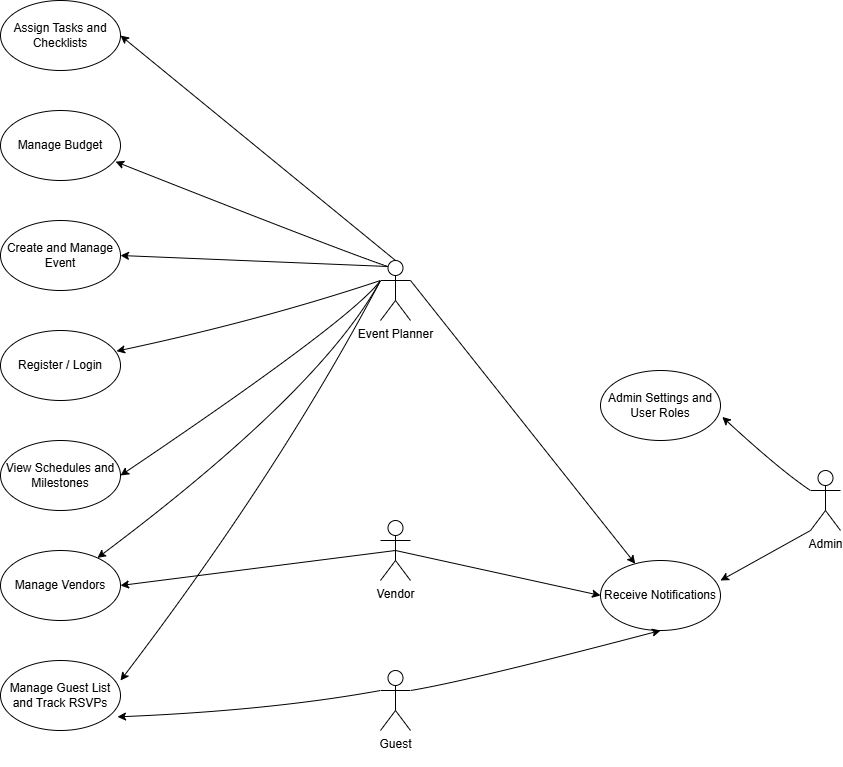 Assign Tasks and
Checklists
Manage Budget
Create and Manage
Event
Event Planner
Register / Login
Admin Settings and
User Roles
View Schedules and
Milestones
Admin
Manage Vendors
Vendor
Receive Notifications
Manage Guest List
and Track RSVPs
Guest